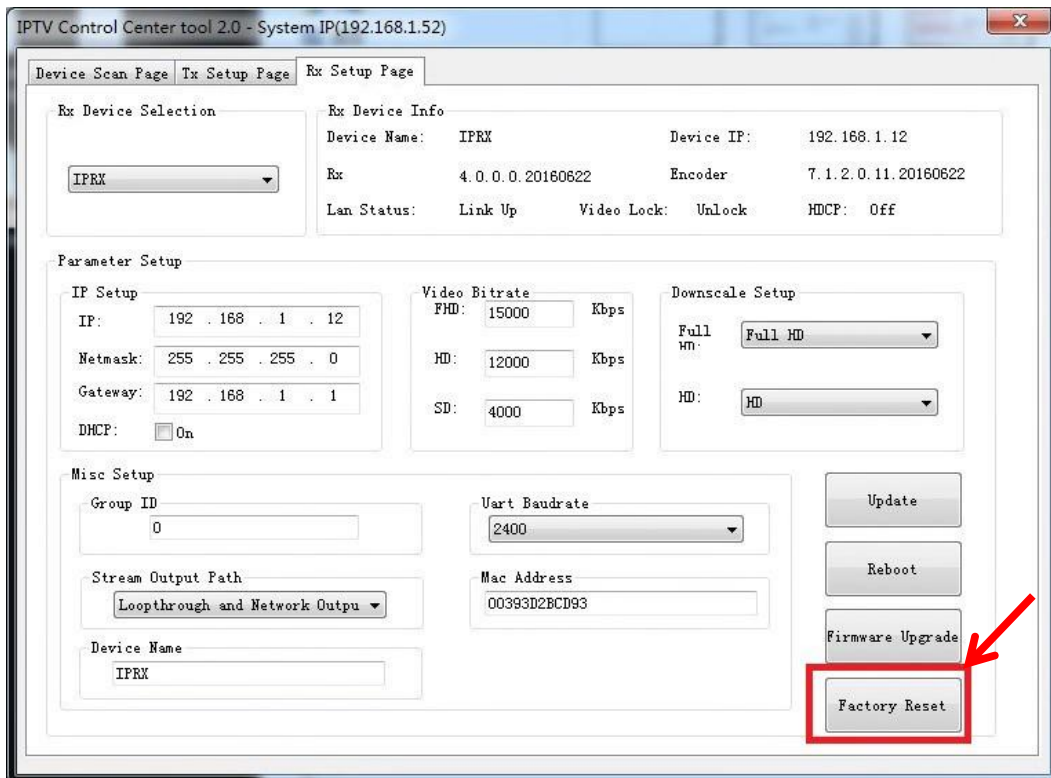 IPTV Control Center tool 2.0 - System IP(192.168.1.52)
Device Scan Page Tx Setup Page Rx Setup Page
Rx Device Selection
IPRX
Rx Device Info
Device Name: IPRX Device IP: 192.168.1.12
Rx 4.0.0.0.20160622 Encoder 7.1.2.0.11.20160622
Lan Status: Link Up Video Lock: Unlock HDCP: Off
Parameter Setup
IP Setup
IP: 192 . 168 . 1 . 12
Netmask: 255 . 255 . 255 . 0
Gateway: 192 . 168 . 1 . 1
DHCP: On
Video Bitrate
FHD: 15000 Kbps
HD: 12000 Kbps
SD: 4000 Kbps
Downscale Setup
Full HD: Full HD
HD: HD
Misc Setup
Group ID
0
Uart Baudrate
2400
Stream Output Path
Loopthrough and Network Outpu
Mac Address
00393D2BCD93
Device Name
IPRX
Update
Reboot
Firmware Upgrade
Factory Reset